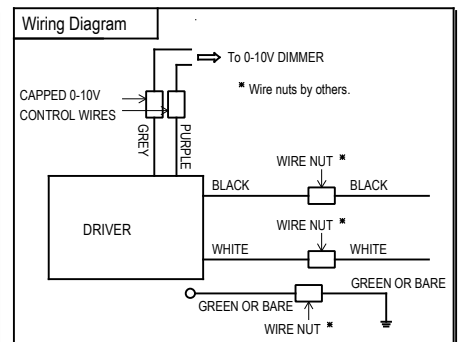 Wiring Diagram
To 0-10V DIMMER
* Wire nuts by others.
CAPPED 0-10V
CONTROL WIRES
GREY
PURPLE
WIRE NUT *
BLACK
BLACK
DRIVER
WIRE NUT *
WHITE
WHITE
GREEN OR BARE
GREEN OR BARE
WIRE NUT *